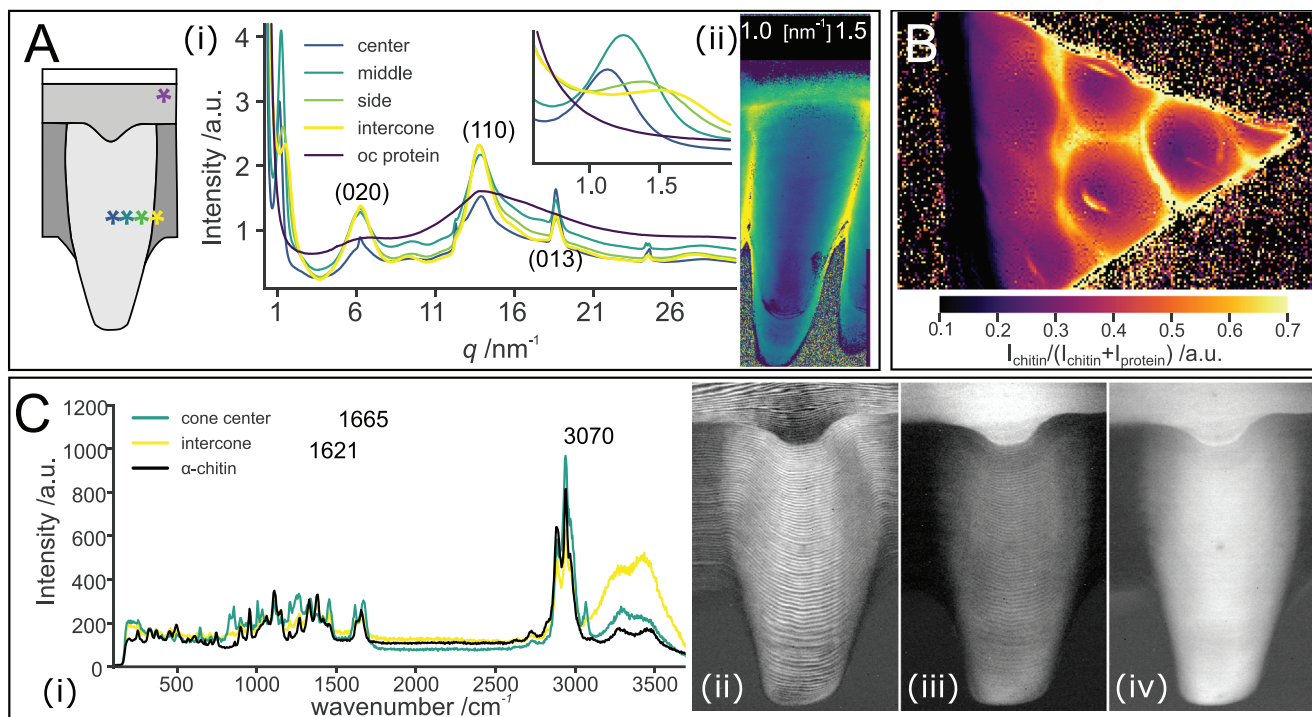 A
(i)
4
3
2
1
Intensity /a.u.
center
middle
side
intercone
oc protein
(020)
(110)
(013)
1.0 1.5
1 6 11 16 21 26
q /nm-1
(ii)
1.0 [nm-1] 1.5
B
0.1 0.2 0.3 0.4 0.5 0.6 0.7
Ichitin/(Ichitin+Iprotein) /a.u.
C
1200
1000
800
600
400
200
0
Intensity /a.u.
cone center
intercone
α-chitin
1665
1621
3070
500 1000 1500 2000 2500 3000 3500
wavenumber /cm-1
(i)
(ii)
(iii)
(iv)